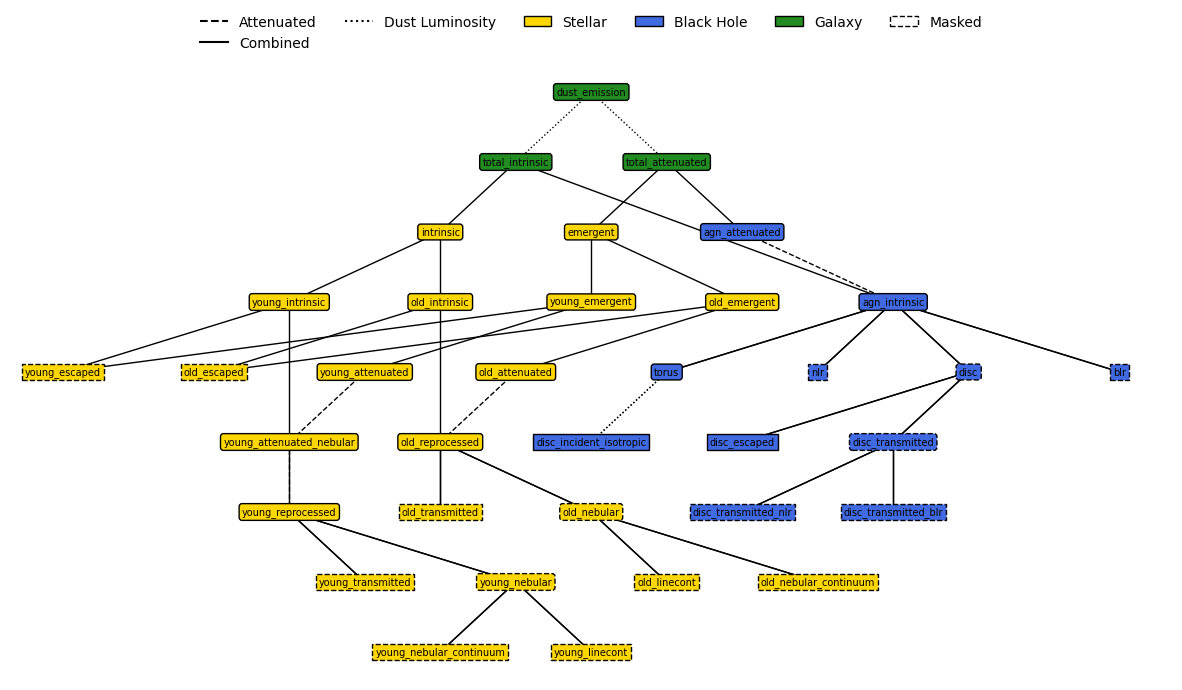 Attenuated
Dust Luminosity
Stellar
Black Hole
Galaxy
Masked
Combined
dust_emission
total_intrinsic
total_attenuated
intrinsic
emergent
agn_attenuated
young_intrinsic
old_intrinsic
young_emergent
old_emergent
agn_intrinsic
young_escaped
old_escaped
young_attenuated
old_attenuated
torus
nlr
disc
blr
young_attenuated_nebular
old_reprocessed
disc_incident_isotropic
disc_escaped
disc_transmitted
young_reprocessed
old_transmitted
old_nebular
disc_transmitted_nlr
disc_transmitted_blr
young_transmitted
young_nebular
old_linecont
old_nebular_continuum
young_nebular_continuum
young_linecont